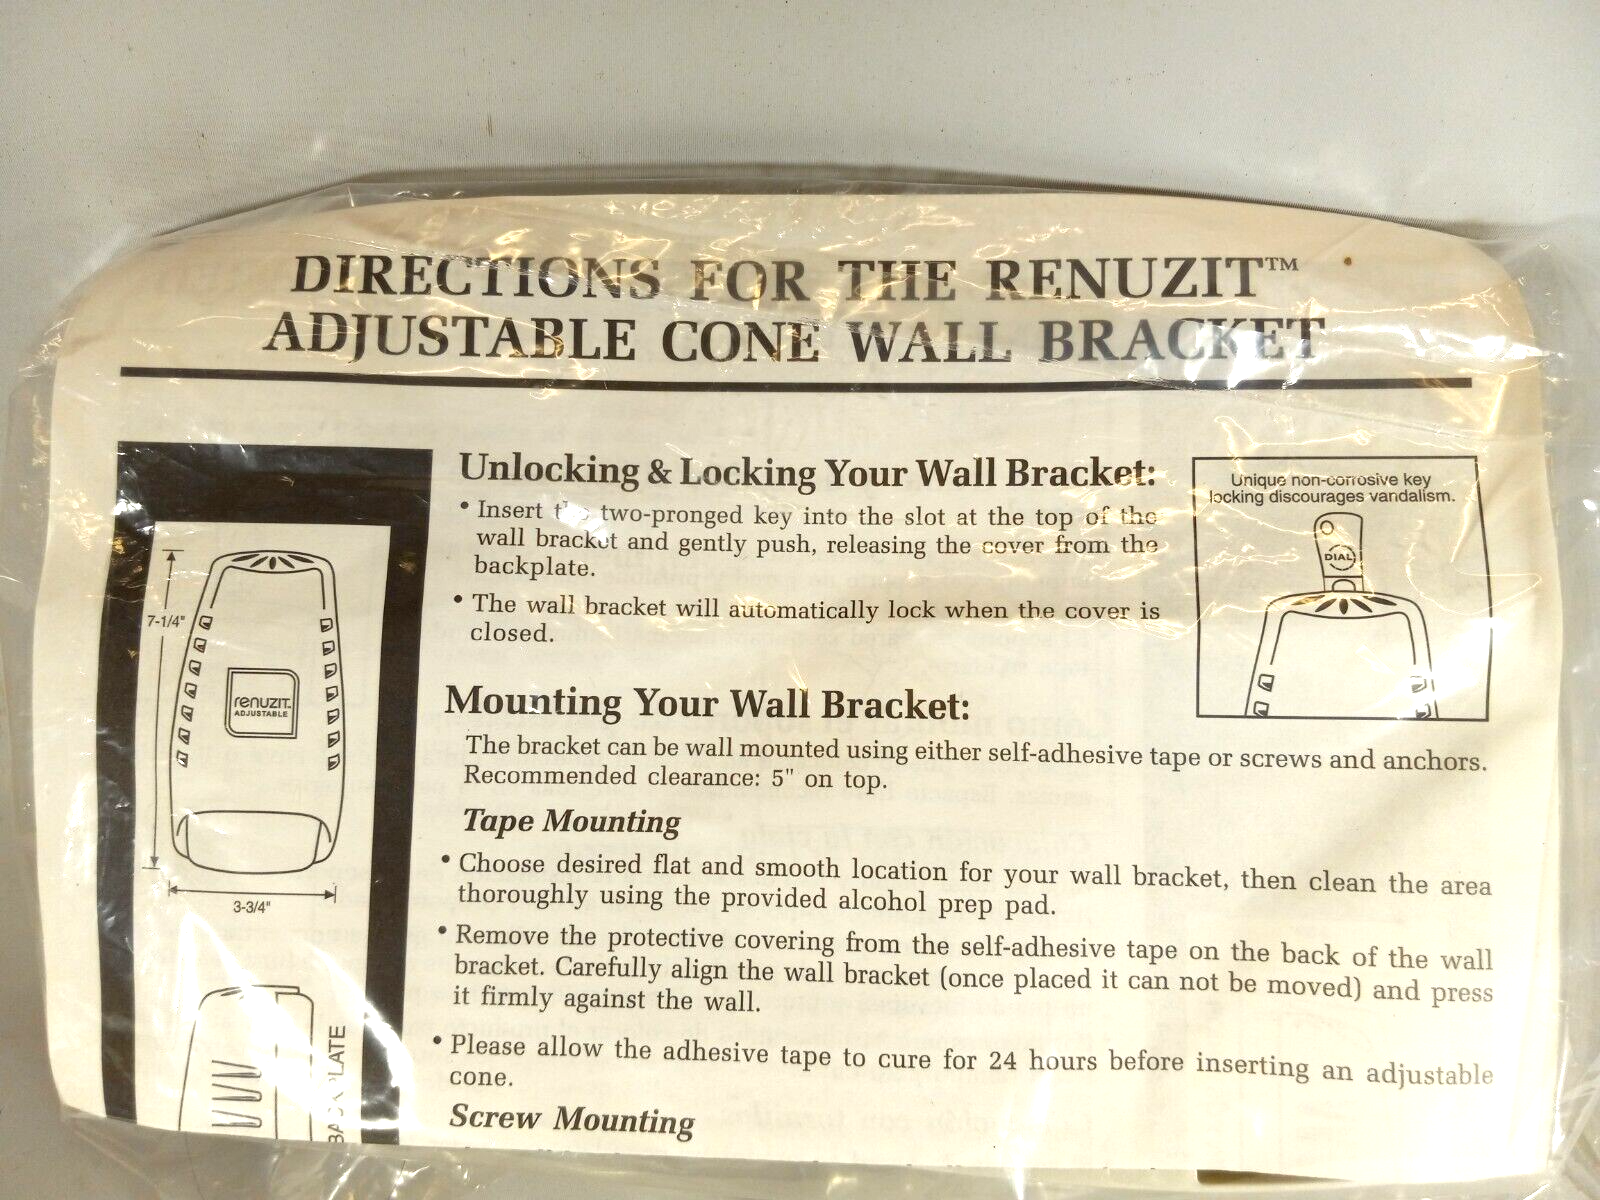 DIRECTIONS FOR THE RENUZIT™
ADJUSTABLE CONE WALL BRACKET
Unlocking & Locking Your Wall Bracket:
• Insert two-pronged key into the slot at the top of the
wall bracket and gently push, releasing the cover from the
backplate.
• The wall bracket will automatically lock when the cover is
closed.
Unique non-corrosive key
locking discourages vandalism.
DIAL
7-1/4"
renuzit.
ADJUSTABLE
3-3/4"
BACK PLATE
Mounting Your Wall Bracket:
The bracket can be wall mounted using either self-adhesive tape or screws and anchors.
Recommended clearance: 5" on top.
Tape Mounting
• Choose desired flat and smooth location for your wall bracket, then clean the area
thoroughly using the provided alcohol prep pad.
• Remove the protective covering from the self-adhesive tape on the back of the wall
bracket. Carefully align the wall bracket (once placed it can not be moved) and press
it firmly against the wall.
• Please allow the adhesive tape to cure for 24 hours before inserting an adjustable
cone.
Screw Mounting